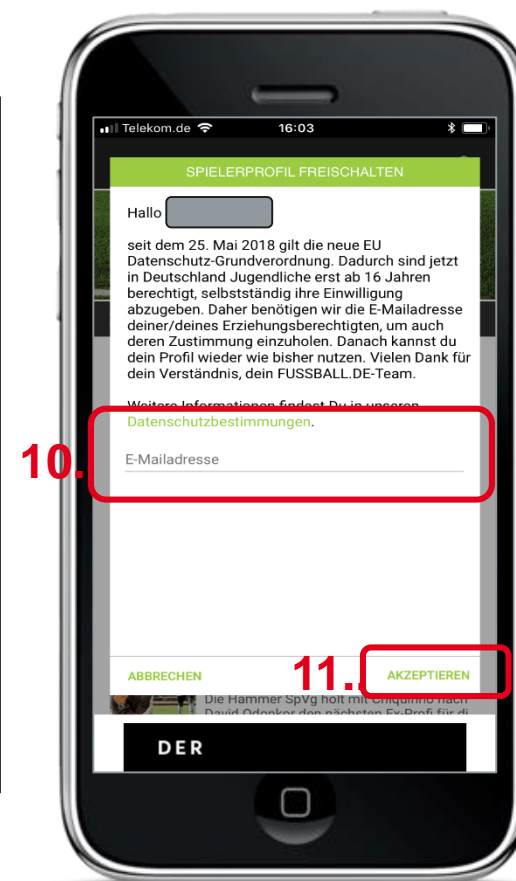 Telekom.de 16:03
SPIELERPROFIL FREISCHALTEN
Hallo
seit dem 25. Mai 2018 gilt die neue EU
Datenschutz-Grundverordnung. Dadurch sind jetzt
in Deutschland Jugendliche erst ab 16 Jahren
berechtigt, selbstständig ihre Einwilligung
abzugeben. Daher benötigen wir die E-Mailadresse
deiner/deines Erziehungsberechtigten, um auch
deren Zustimmung einzuholen. Danach kannst du
dein Profil wieder wie bisher nutzen. Vielen Dank für
dein Verständnis, dein FUSSBALL.DE-Team.
Weitere Informationen findest Du in unseren
Datenschutzbestimmungen.
10.
E-Mailadresse
ABBRECHEN
11..
AKZEPTIEREN
Die Hammer SpVg holt mit Chiquinho nach
David Odonkor den nächsten Ex-Profi für di
DER